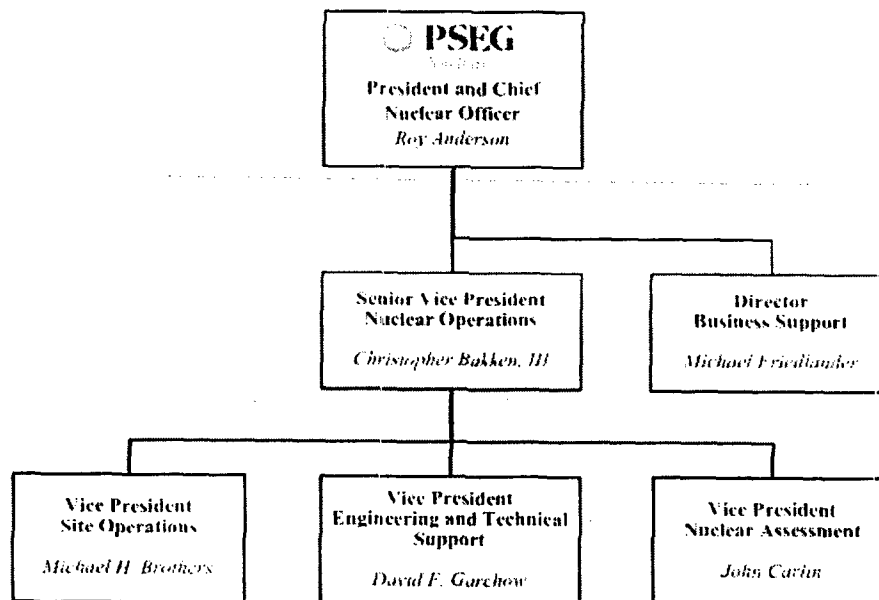 PSEG
Nuclear
President and Chief
Nuclear Officer
Roy Anderson
Senior Vice President
Nuclear Operations
Christopher Bakken, III
Director
Business Support
Michael Friedlander
Vice President
Site Operations
Michael H. Brothers
Vice President
Engineering and Technical
Support
David F. Garchow
Vice President
Nuclear Assessment
John Carlin